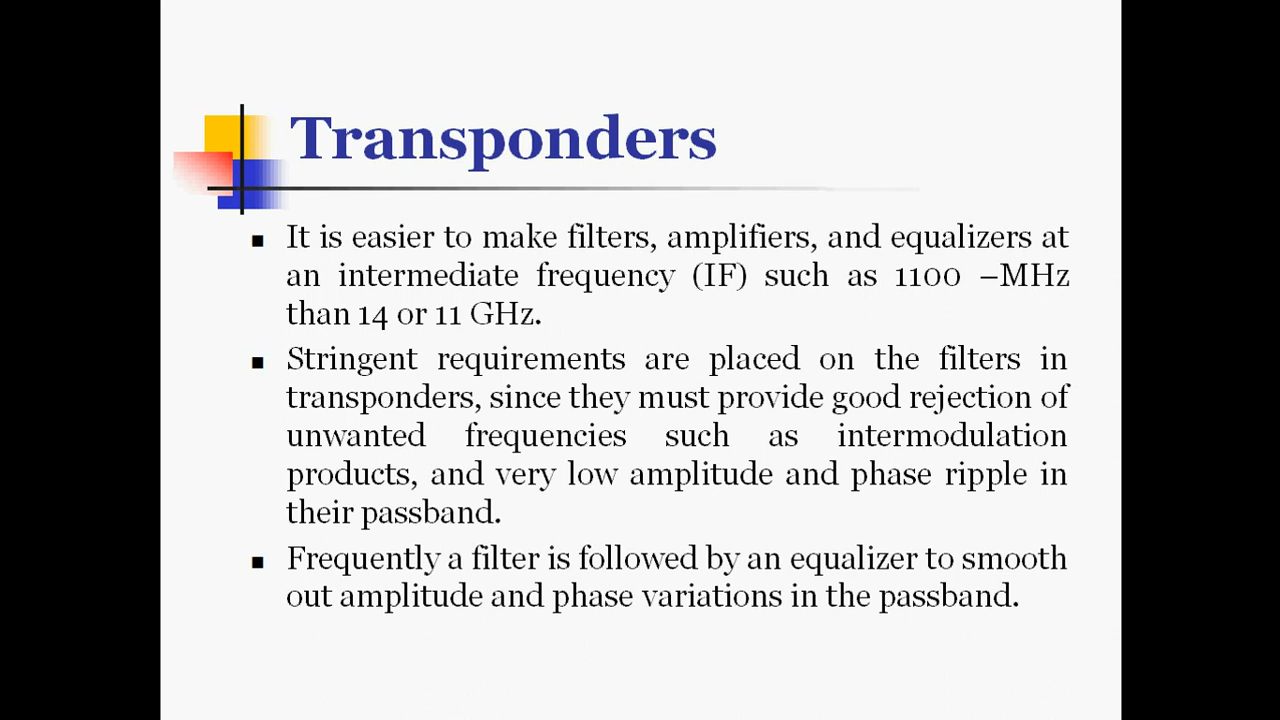 Transponders
▪ It is easier to make filters, amplifiers, and equalizers at
an intermediate frequency (IF) such as 1100 –MHz
than 14 or 11 GHz.
▪ Stringent requirements are placed on the filters in
transponders, since they must provide good rejection of
unwanted frequencies such as intermodulation
products, and very low amplitude and phase ripple in
their passband.
▪ Frequently a filter is followed by an equalizer to smooth
out amplitude and phase variations in the passband.